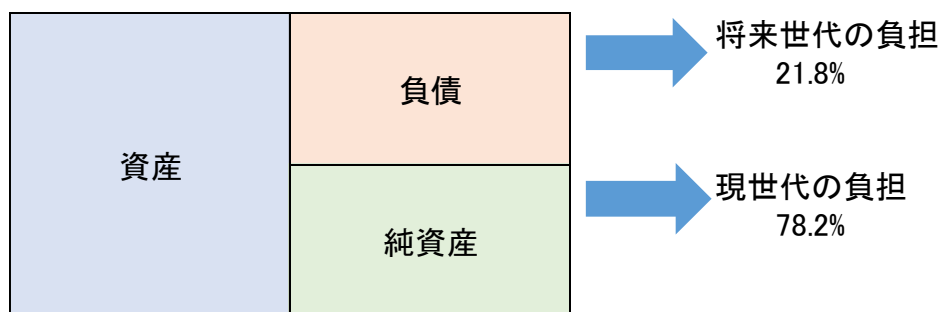 資産
負債
純資産
将来世代の負担
21.8%
現世代の負担
78.2%